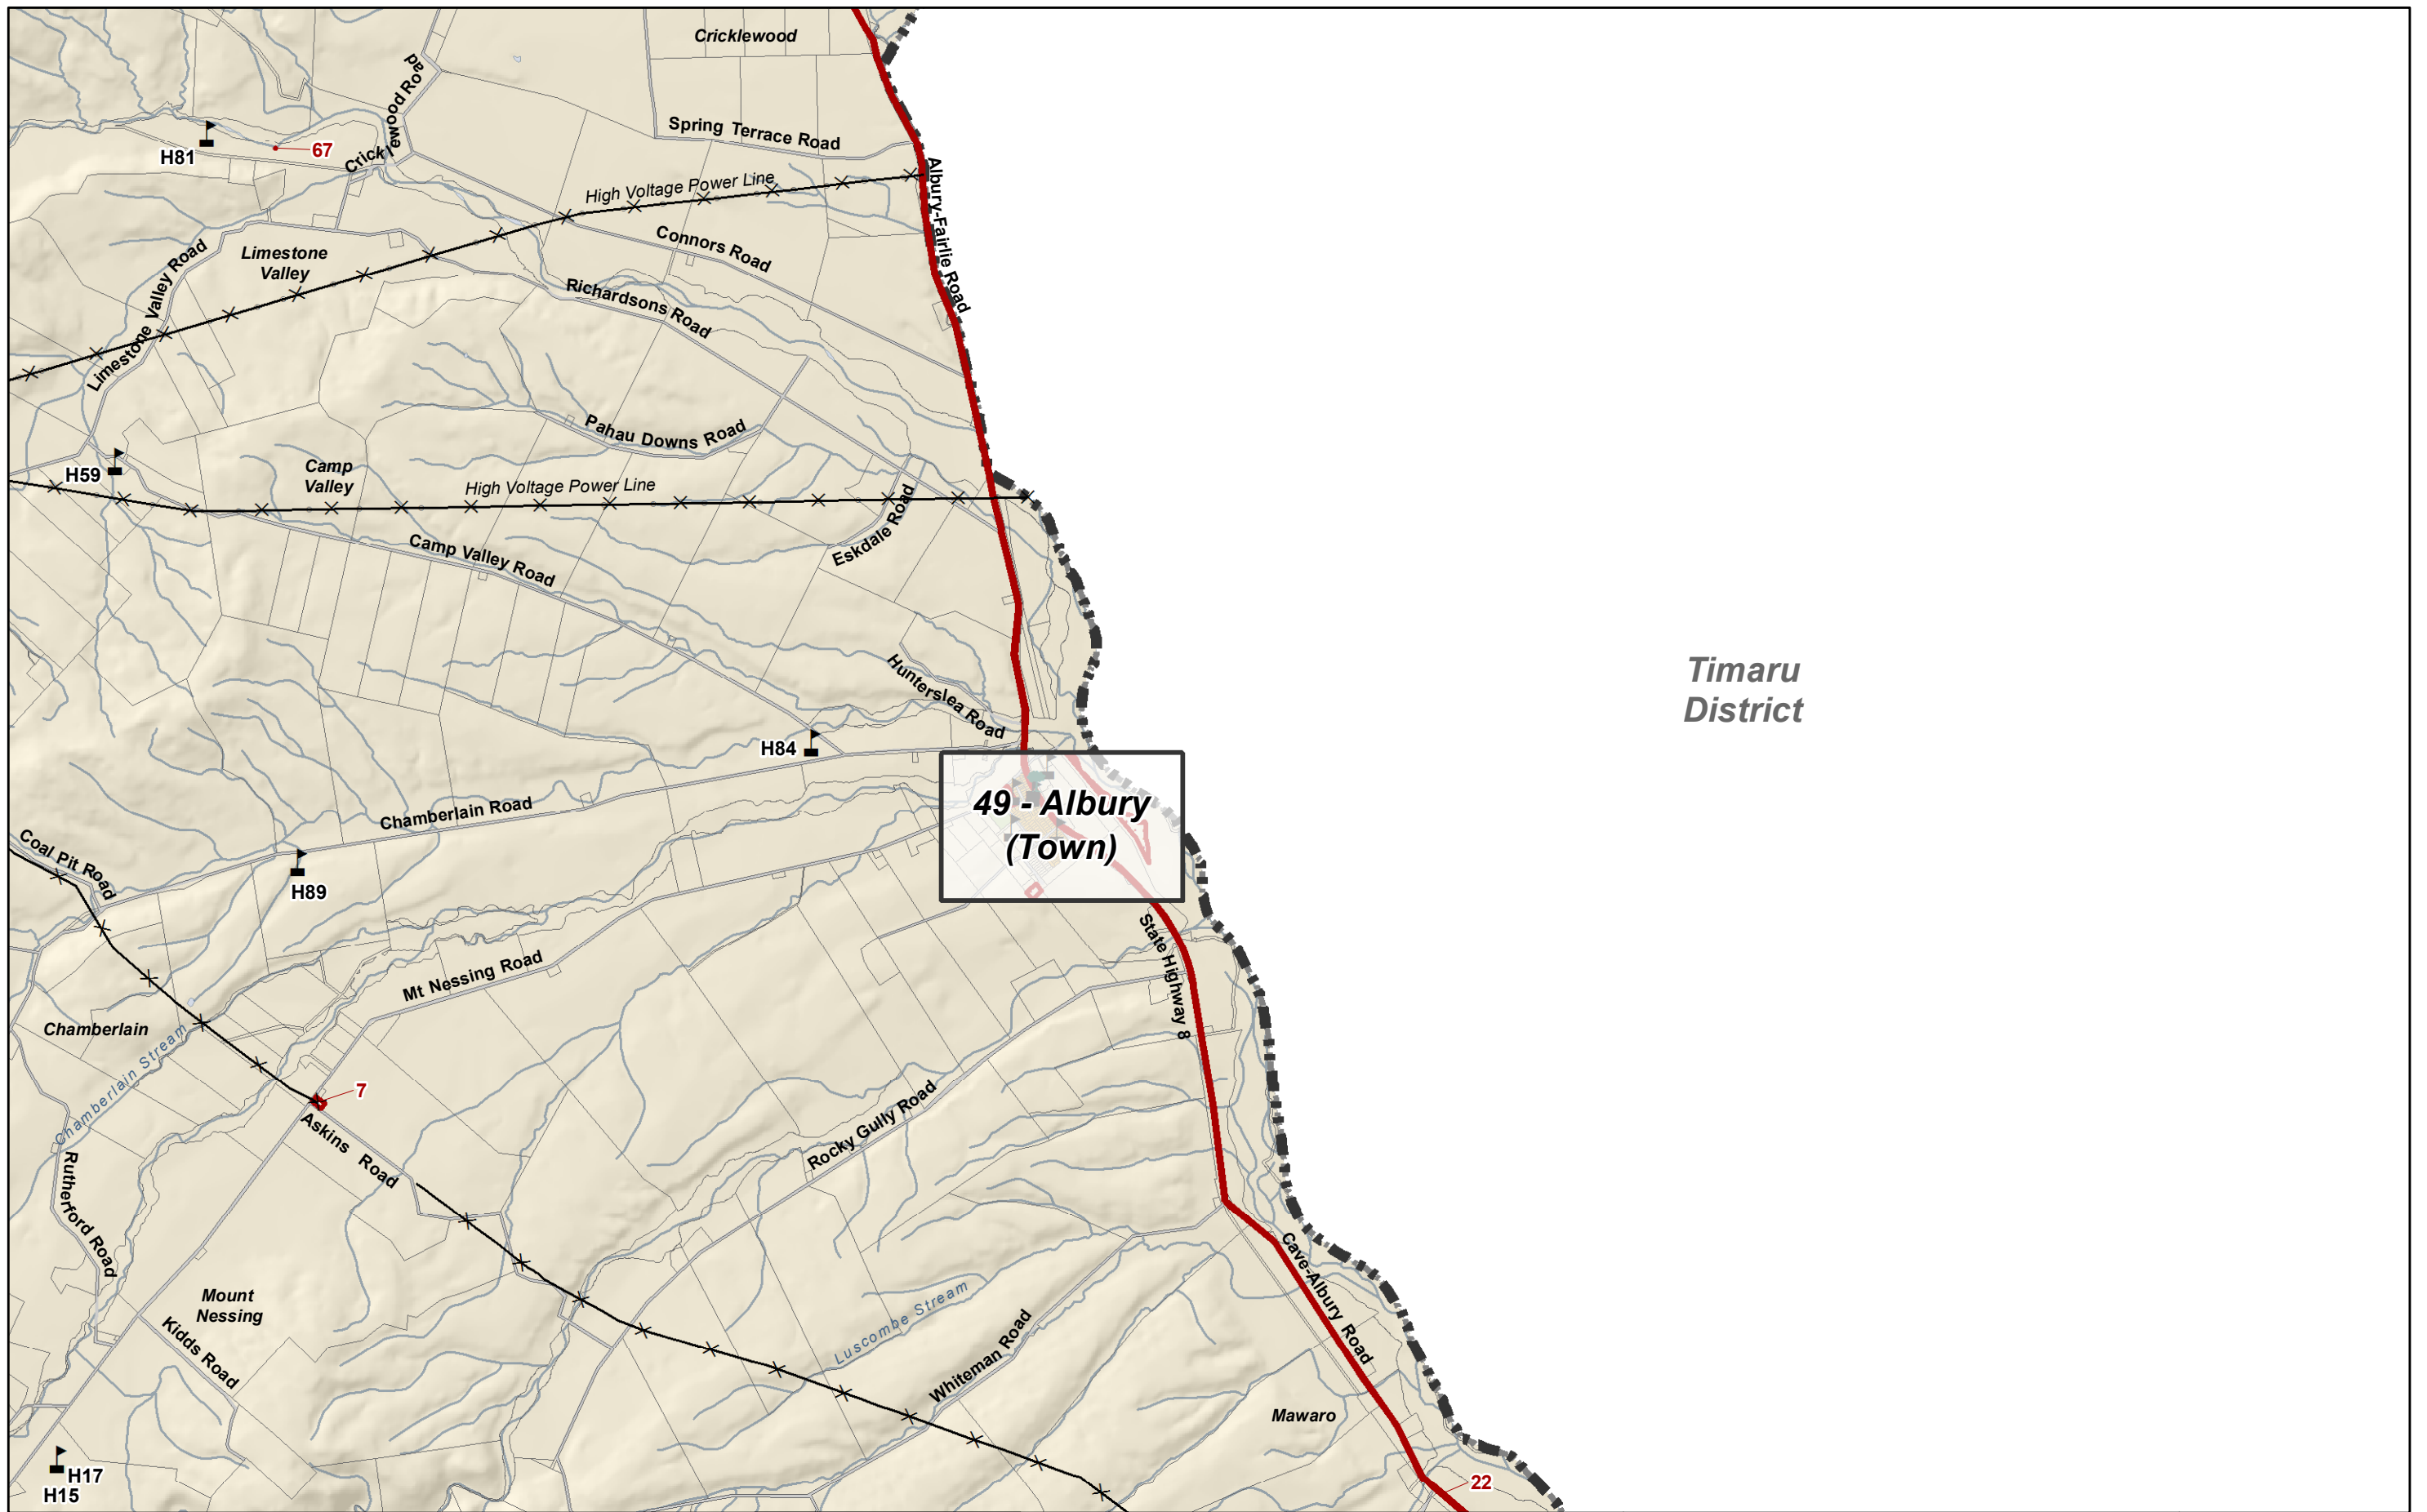 Cricklewood
Spring Terrace Road
Cricklewood Road
H81
67
High Voltage Power Line
Albury-Fairlie Road
Connors Road
Limestone
Valley
Limestone Valley Road
Richardsons Road
Pahau Downs Road
H59
Camp
Valley
High Voltage Power Line
Eskdale Road
Camp Valley Road
Timaru
District
Hunterslea Road
H84
49 - Albury
(Town)
Chamberlain Road
Coal Pit Road
H89
State Highway 8
Mt Nessing Road
Chamberlain
Chamberlain Stream
7
Askins Road
Rocky Gully Road
Rutherford Road
Cave-Albury Road
Mount
Nessing
Luscombe Stream
Kidds Road
Whiteman Road
Mawaro
H17
H15
22